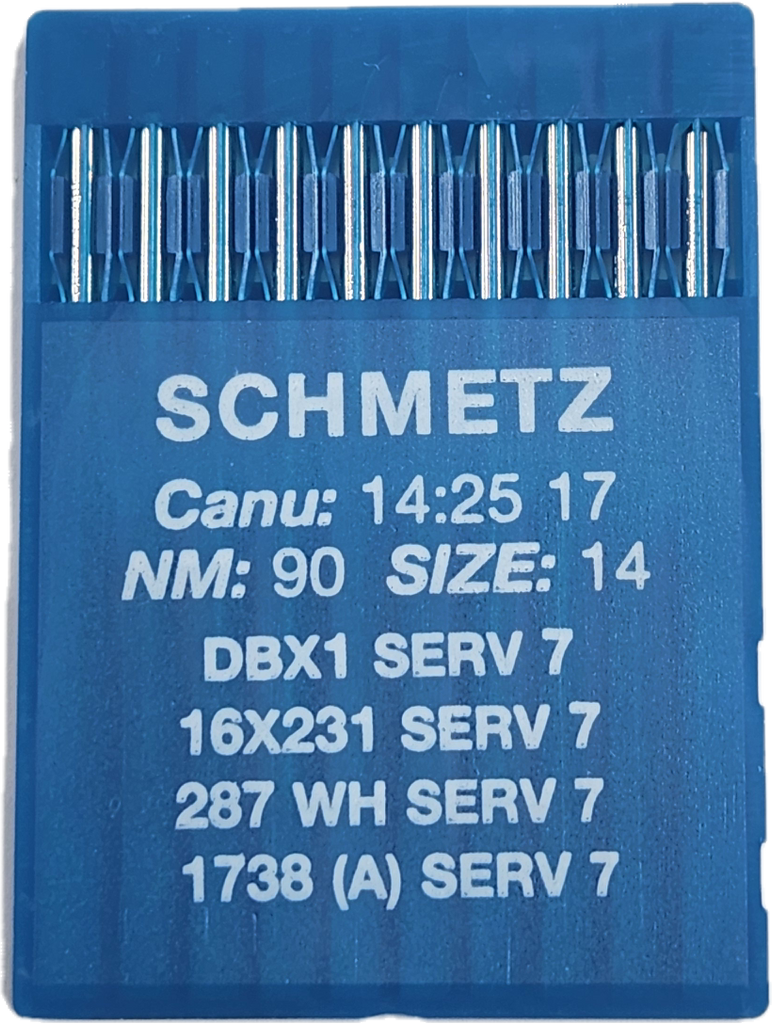 SCHMETZ
Canu: 14:25 17
NM: 90 SIZE: 14
DBX1 SERV 7
16X231 SERV 7
287 WH SERV 7
1738 (A) SERV 7